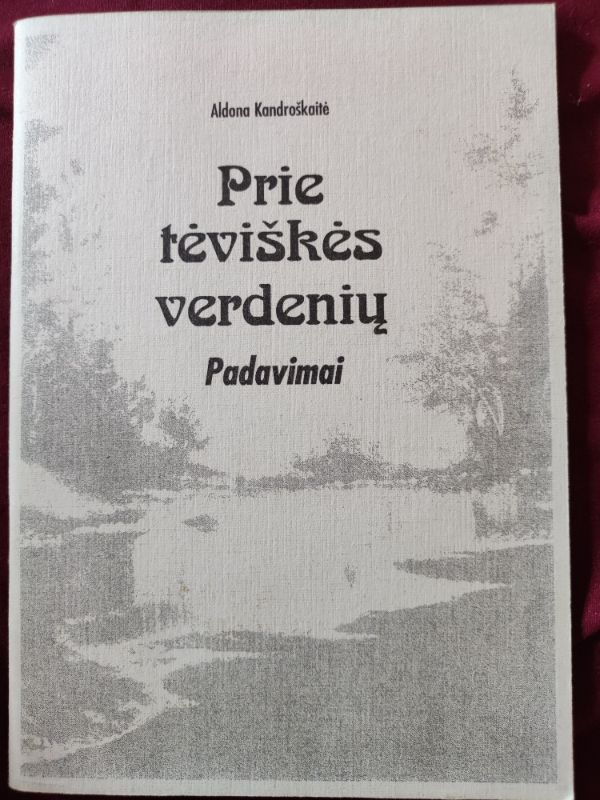 Aldona Kandroškaitė
Prie
tėviškės
verdenių
Padavimai